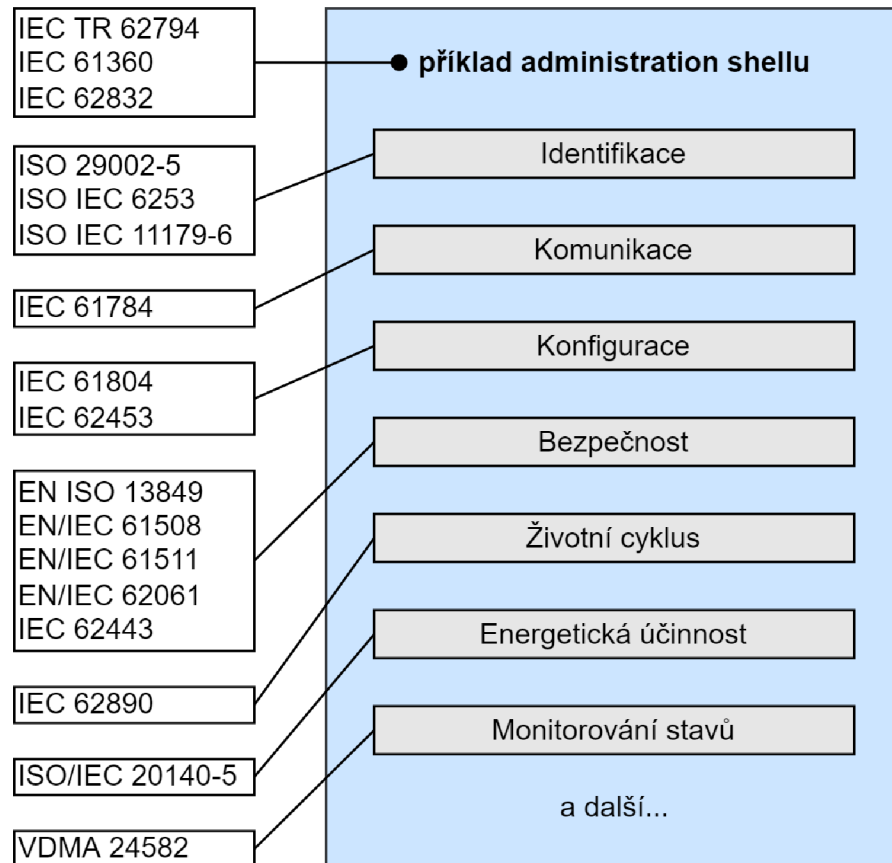 IEC TR 62794
IEC 61360
IEC 62832
příklad administration shellu
ISO 29002-5
ISO IEC 6253
ISO IEC 11179-6
Identifikace
IEC 61784
Komunikace
IEC 61804
IEC 62453
Konfigurace
EN ISO 13849
EN/IEC 61508
EN/IEC 61511
EN/IEC 62061
IEC 62443
Bezpečnost
IEC 62890
Životní cyklus
ISO/IEC 20140-5
Energetická účinnost
VDMA 24582
Monitorování stavů
a další...